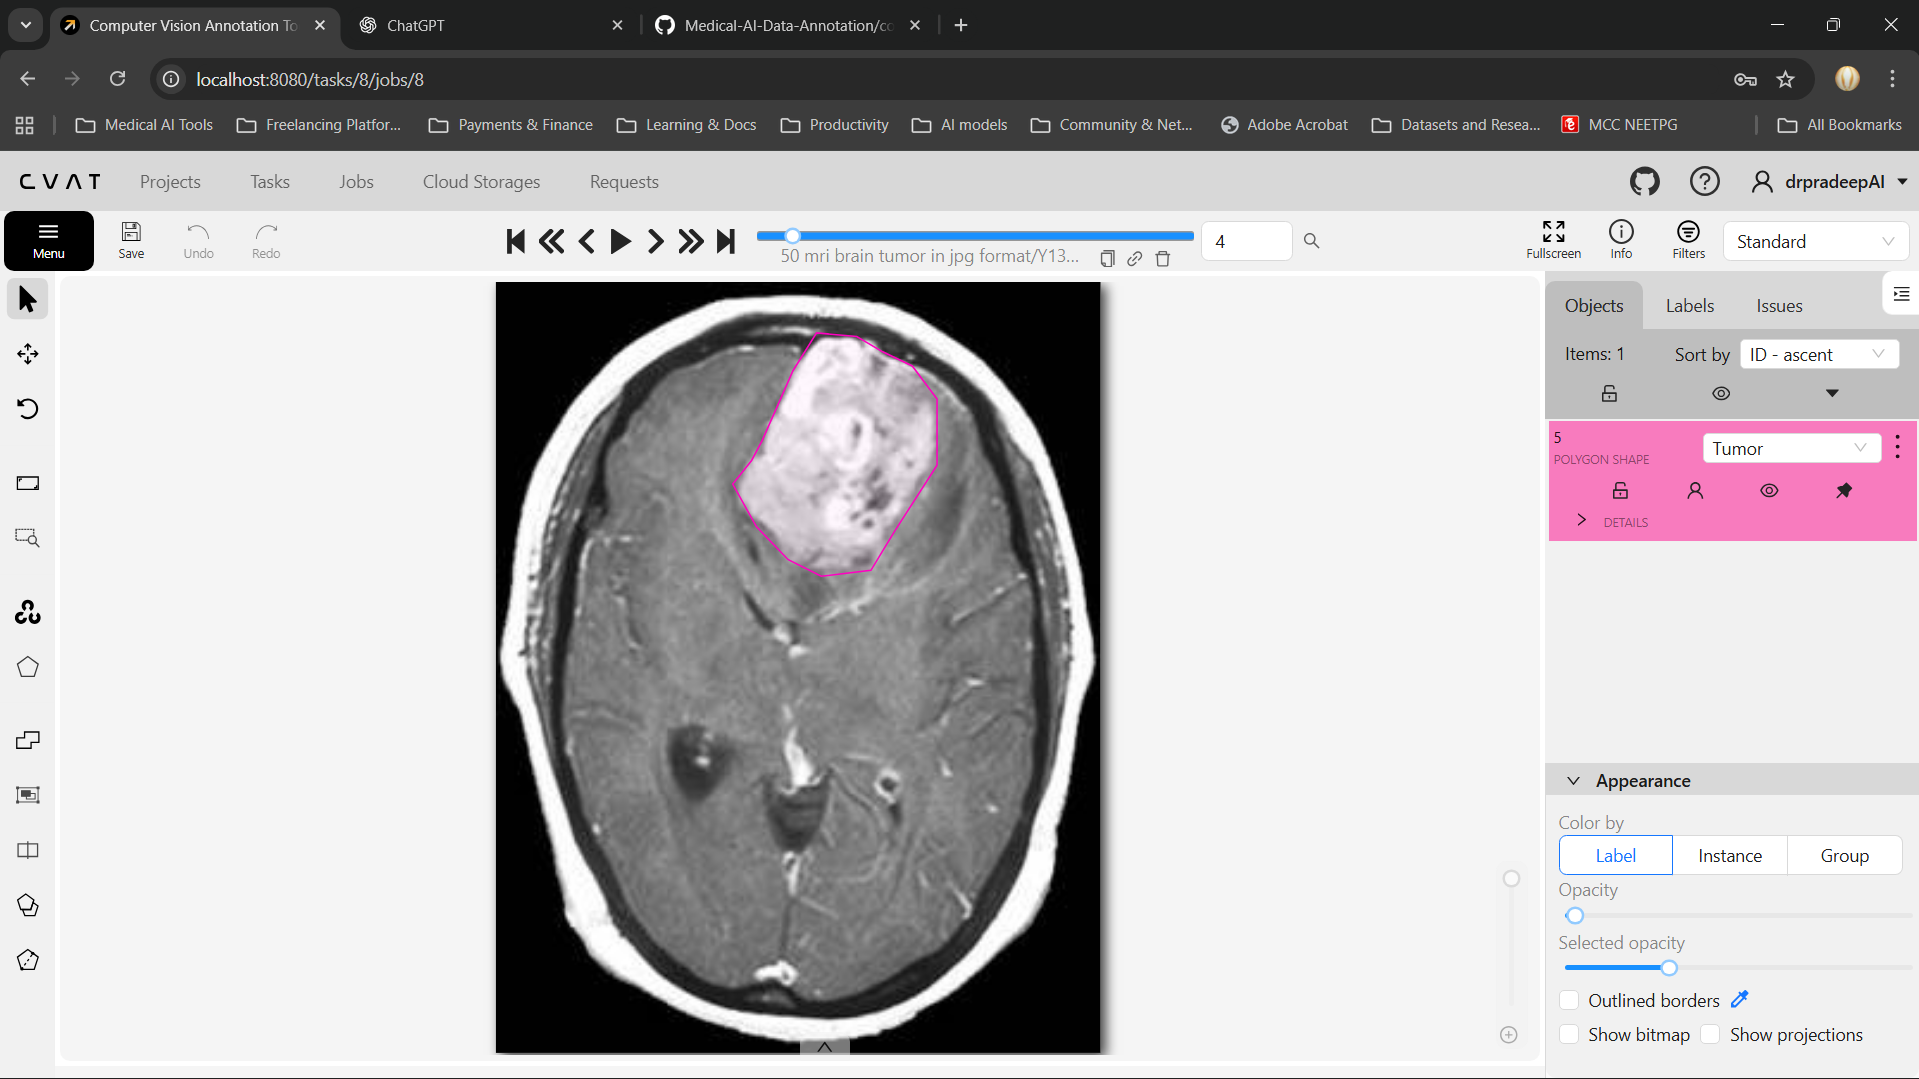 Computer Vision Annotation To
ChatGPT
Medical-AI-Data-Annotation/co
localhost:8080/tasks/8/jobs/8
Medical AI Tools
Freelancing Platfor...
Payments & Finance
Learning & Docs
Productivity
AI models
Community & Net...
Adobe Acrobat
Datasets and Resea...
MCC NEETPG
All Bookmarks
CVAT
Projects
Tasks
Jobs
Cloud Storages
Requests
drpradeepAI
Menu
Save
Undo
Redo
50 mri brain tumor in jpg format/Y13...
4
Fullscreen
Info
Filters
Standard
Objects
Labels
Issues
Items: 1
Sort by
ID - ascent
5
POLYGON SHAPE
Tumor
DETAILS
Appearance
Color by
Label
Instance
Group
Opacity
Selected opacity
Outlined borders
Show bitmap
Show projections